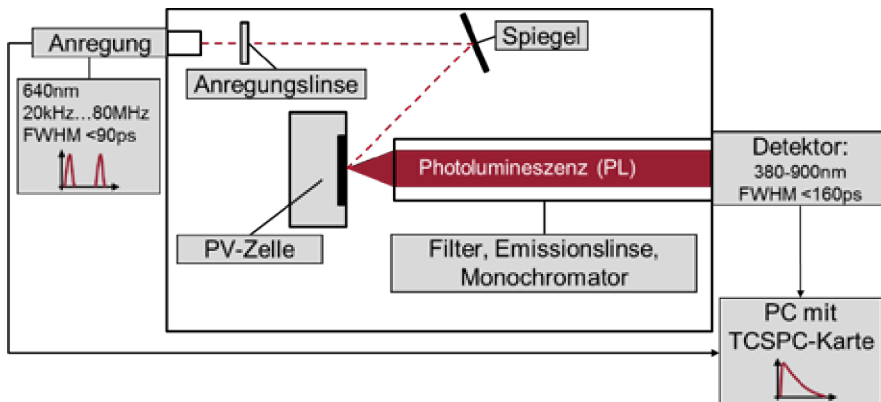 Anregung
640nm
20kHz...80MHz
FWHM <90ps
Anregungslinse
Spiegel
PV-Zelle
Photolumineszenz (PL)
Filter, Emissionslinse,
Monochromator
Detektor:
380-900nm
FWHM <160ps
PC mit
TCSPC-Karte